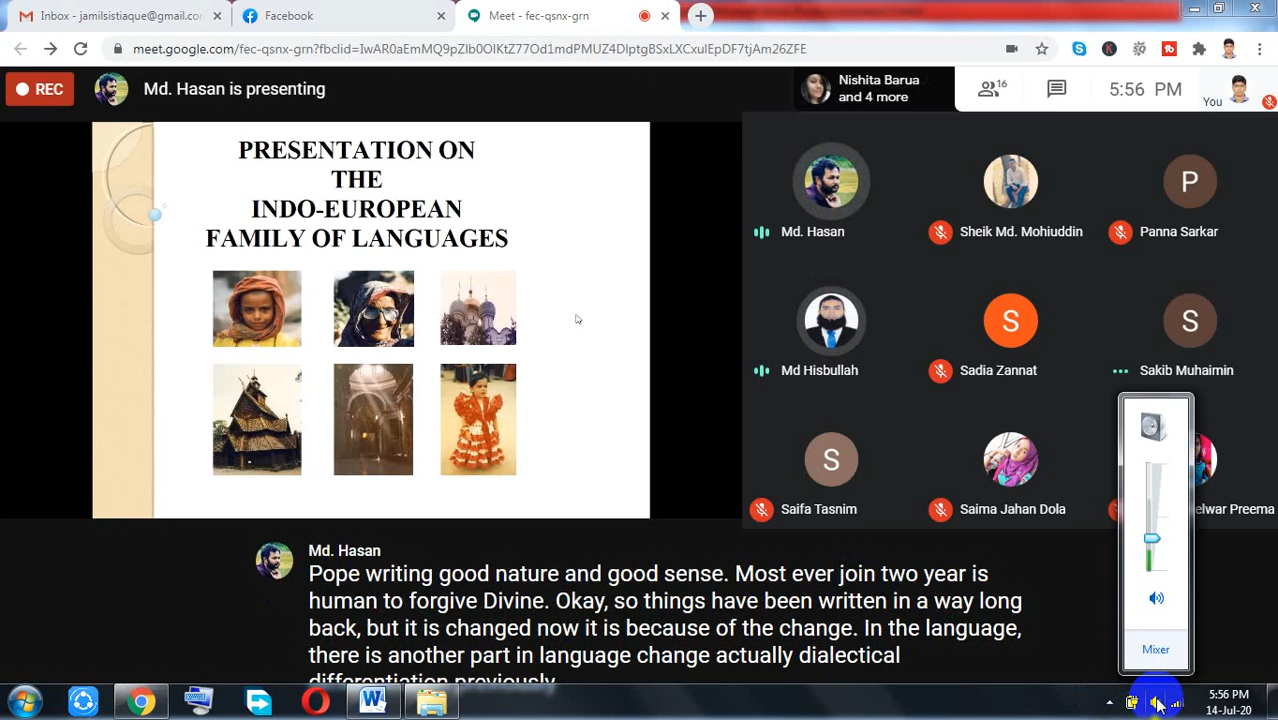 Inbox - jamilsistiaque@gmail.co
Facebook
Meet - fec-qsnx-grn
meet.google.com/fec-qsnx-grn?fbclid=IwAR0aEmMQ9pZIb0OlKtZ77Od1mdPMUZ4DlptgBSxLXCxulEpDF7tjAm26ZFE
REC
Md. Hasan is presenting
Nishita Barua
and 4 more
16
5:56 PM
You
PRESENTATION ON
THE
INDO-EUROPEAN
FAMILY OF LANGUAGES
Md. Hasan
Sheik Md. Mohiuddin
P
Panna Sarkar
Md Hisbullah
S
Sadia Zannat
S
Sakib Muhaimin
S
Saifa Tasnim
Saima Jahan Dola
elwar Preema
Mixer
Md. Hasan
Pope writing good nature and good sense. Most ever join two year is
human to forgive Divine. Okay, so things have been written in a way long
back, but it is changed now it is because of the change. In the language,
there is another part in language change actually dialectical
differentiation previously
5:56 PM
14-Jul-20